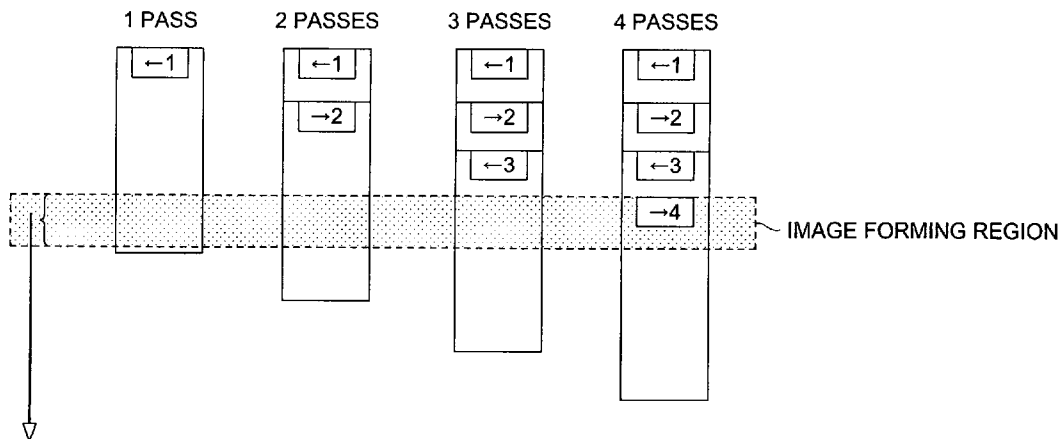 1 PASS 2 PASSES 3 PASSES 4 PASSES
←1 ←1 ←1 ←1
→2 →2 →2
←3 ←3
→4
IMAGE FORMING REGION